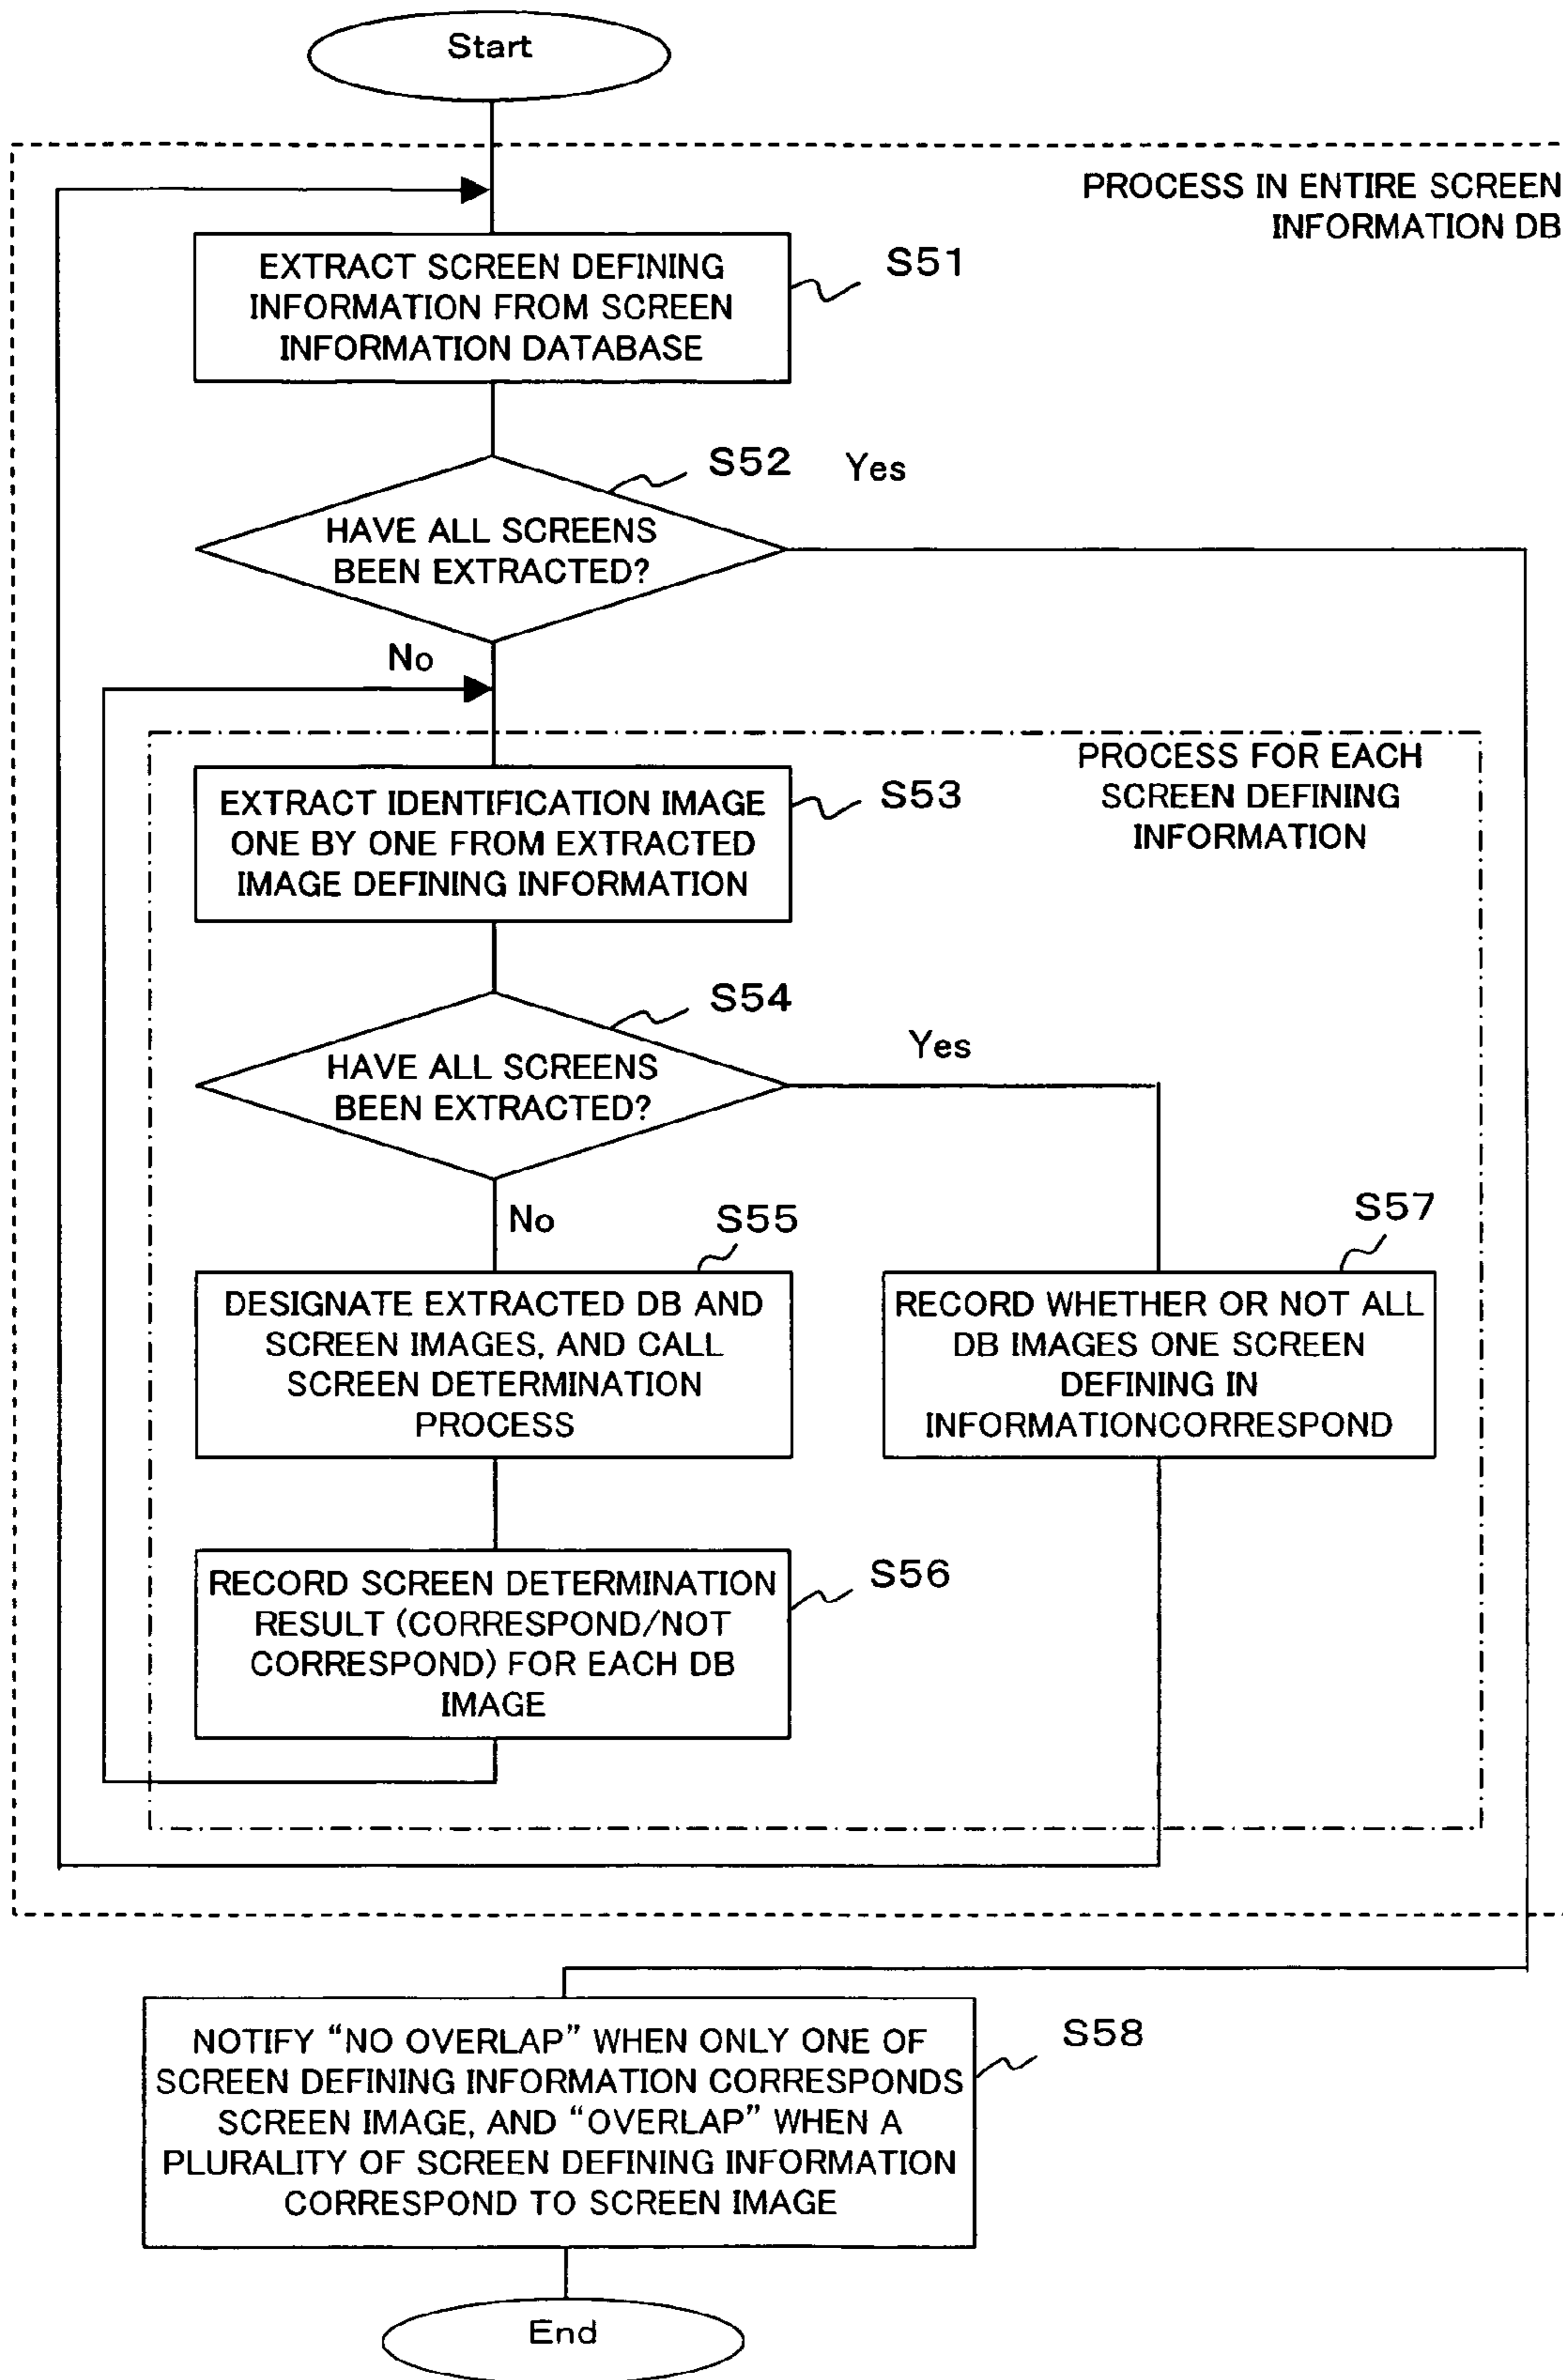 Start
PROCESS IN ENTIRE SCREEN
INFORMATION DB
EXTRACT SCREEN DEFINING
INFORMATION FROM SCREEN
INFORMATION DATABASE
S51
S52
Yes
HAVE ALL SCREENS
BEEN EXTRACTED?
No
PROCESS FOR EACH
SCREEN DEFINING
INFORMATION
EXTRACT IDENTIFICATION IMAGE
ONE BY ONE FROM EXTRACTED
IMAGE DEFINING INFORMATION
S53
S54
Yes
HAVE ALL SCREENS
BEEN EXTRACTED?
No
S55
S57
DESIGNATE EXTRACTED DB AND
SCREEN IMAGES, AND CALL
SCREEN DETERMINATION
PROCESS
RECORD WHETHER OR NOT ALL
DB IMAGES ONE SCREEN
DEFINING IN
INFORMATIONCORRESPOND
RECORD SCREEN DETERMINATION
RESULT (CORRESPOND/NOT
CORRESPOND) FOR EACH DB
IMAGE
S56
NOTIFY “NO OVERLAP” WHEN ONLY ONE OF
SCREEN DEFINING INFORMATION CORRESPONDS
SCREEN IMAGE, AND “OVERLAP” WHEN A
PLURALITY OF SCREEN DEFINING INFORMATION
CORRESPOND TO SCREEN IMAGE
S58
End